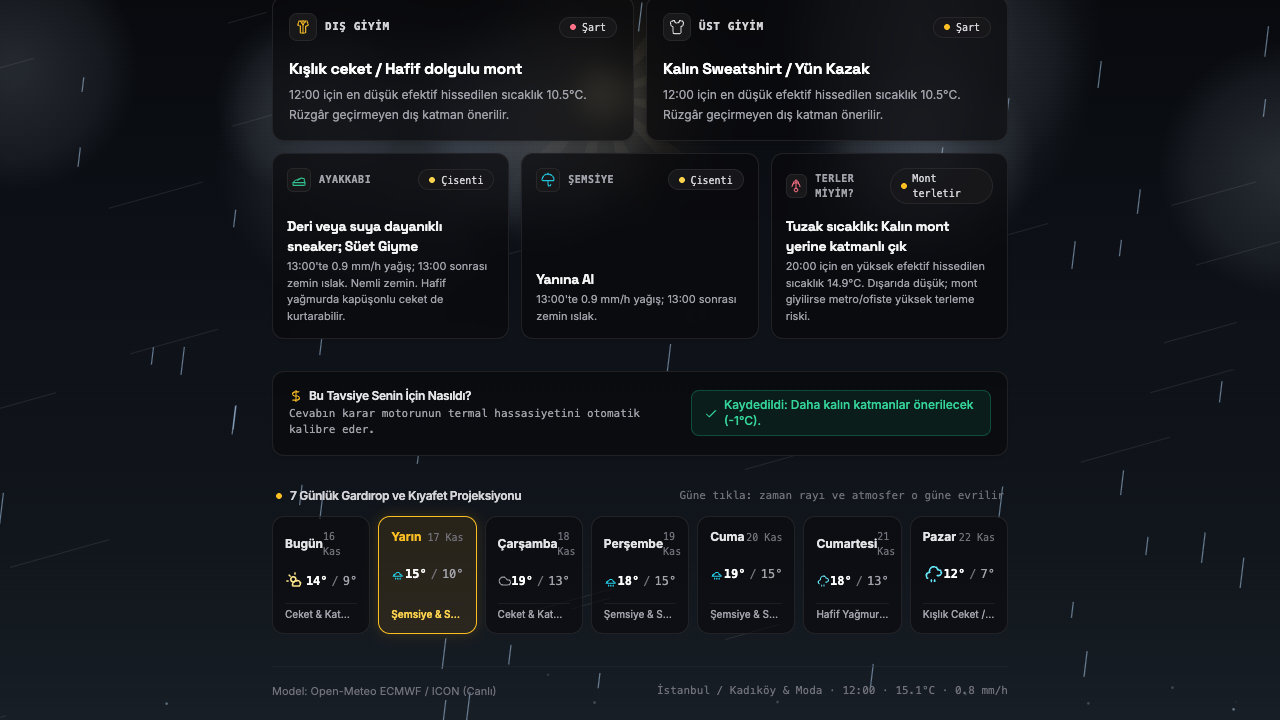 DIŞ GİYİM
Şart
Kışlık ceket / Hafif dolgulu mont
12:00 için en düşük efektif hissedilen sıcaklık 10.5°C.
Rüzgâr geçirmeyen dış katman önerilir.
ÜST GİYİM
Şart
Kalın Sweatshirt / Yün Kazak
12:00 için en düşük efektif hissedilen sıcaklık 10.5°C.
Rüzgâr geçirmeyen dış katman önerilir.
AYAKKABI
Çisenti
Deri veya suya dayanıklı
sneaker; Süet Giyme
13:00'te 0.9 mm/h yağış; 13:00 sonrası
zemin ıslak. Nemli zemin. Hafif
yağmurda kapüşonlu ceket de
kurtarabilir.
ŞEMSİYE
Çisenti
Yanına Al
13:00'te 0.9 mm/h yağış; 13:00 sonrası
zemin ıslak.
TERLER
MİYİM?
Mont
terletir
Tuzak sıcaklık: Kalın mont
yerine katmanlı çık
20:00 için en yüksek efektif hissedilen
sıcaklık 14.9°C. Dışarıda düşük; mont
giyilirse metro/ofiste yüksek terleme
riski.
Bu Tavsiye Senin İçin Nasıldı?
Cevabın karar motorunun termal hassasiyetini otomatik
kalibre eder.
Kaydedildi: Daha kalın katmanlar önerilecek
(-1°C).
7 Günlük Gardırop ve Kıyafet Projeksiyonu
Güne tıkla: zaman rayı ve atmosfer o güne evrilir
Bugün 16
Kas
14° / 9°
Ceket & Kat...
Yarın 17 Kas
15° / 10°
Şemsiye & S...
Çarşamba 18
Kas
19° / 13°
Ceket & Kat...
Perşembe 19
Kas
18° / 15°
Şemsiye & S...
Cuma 20 Kas
19° / 15°
Şemsiye & S...
Cumartesi 21
Kas
18° / 13°
Hafif Yağmur...
Pazar 22 Kas
12° / 7°
Kışlık Ceket /...
Model: Open-Meteo ECMWF / ICON (Canlı)
İstanbul / Kadıköy & Moda · 12:00 · 15.1°C · 0.8 mm/h